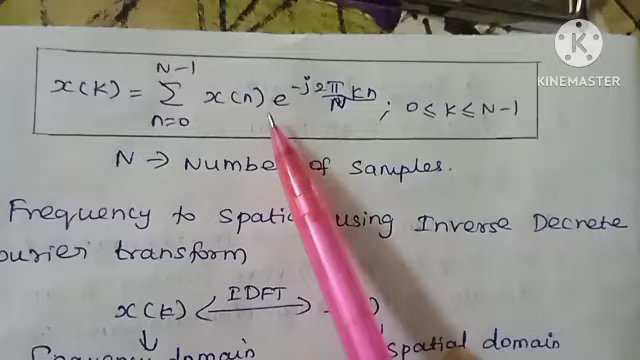 KINEMASTER
N-1
x(k) = Σ x(n) e^-j 2π/N kn ; 0 ≤ k ≤ N-1
n=0
N → Number of samples.
Frequency to spatial using Inverse Decrete
ourier transform
x(k) <—IDFT—> )
↓
domain spatial domain